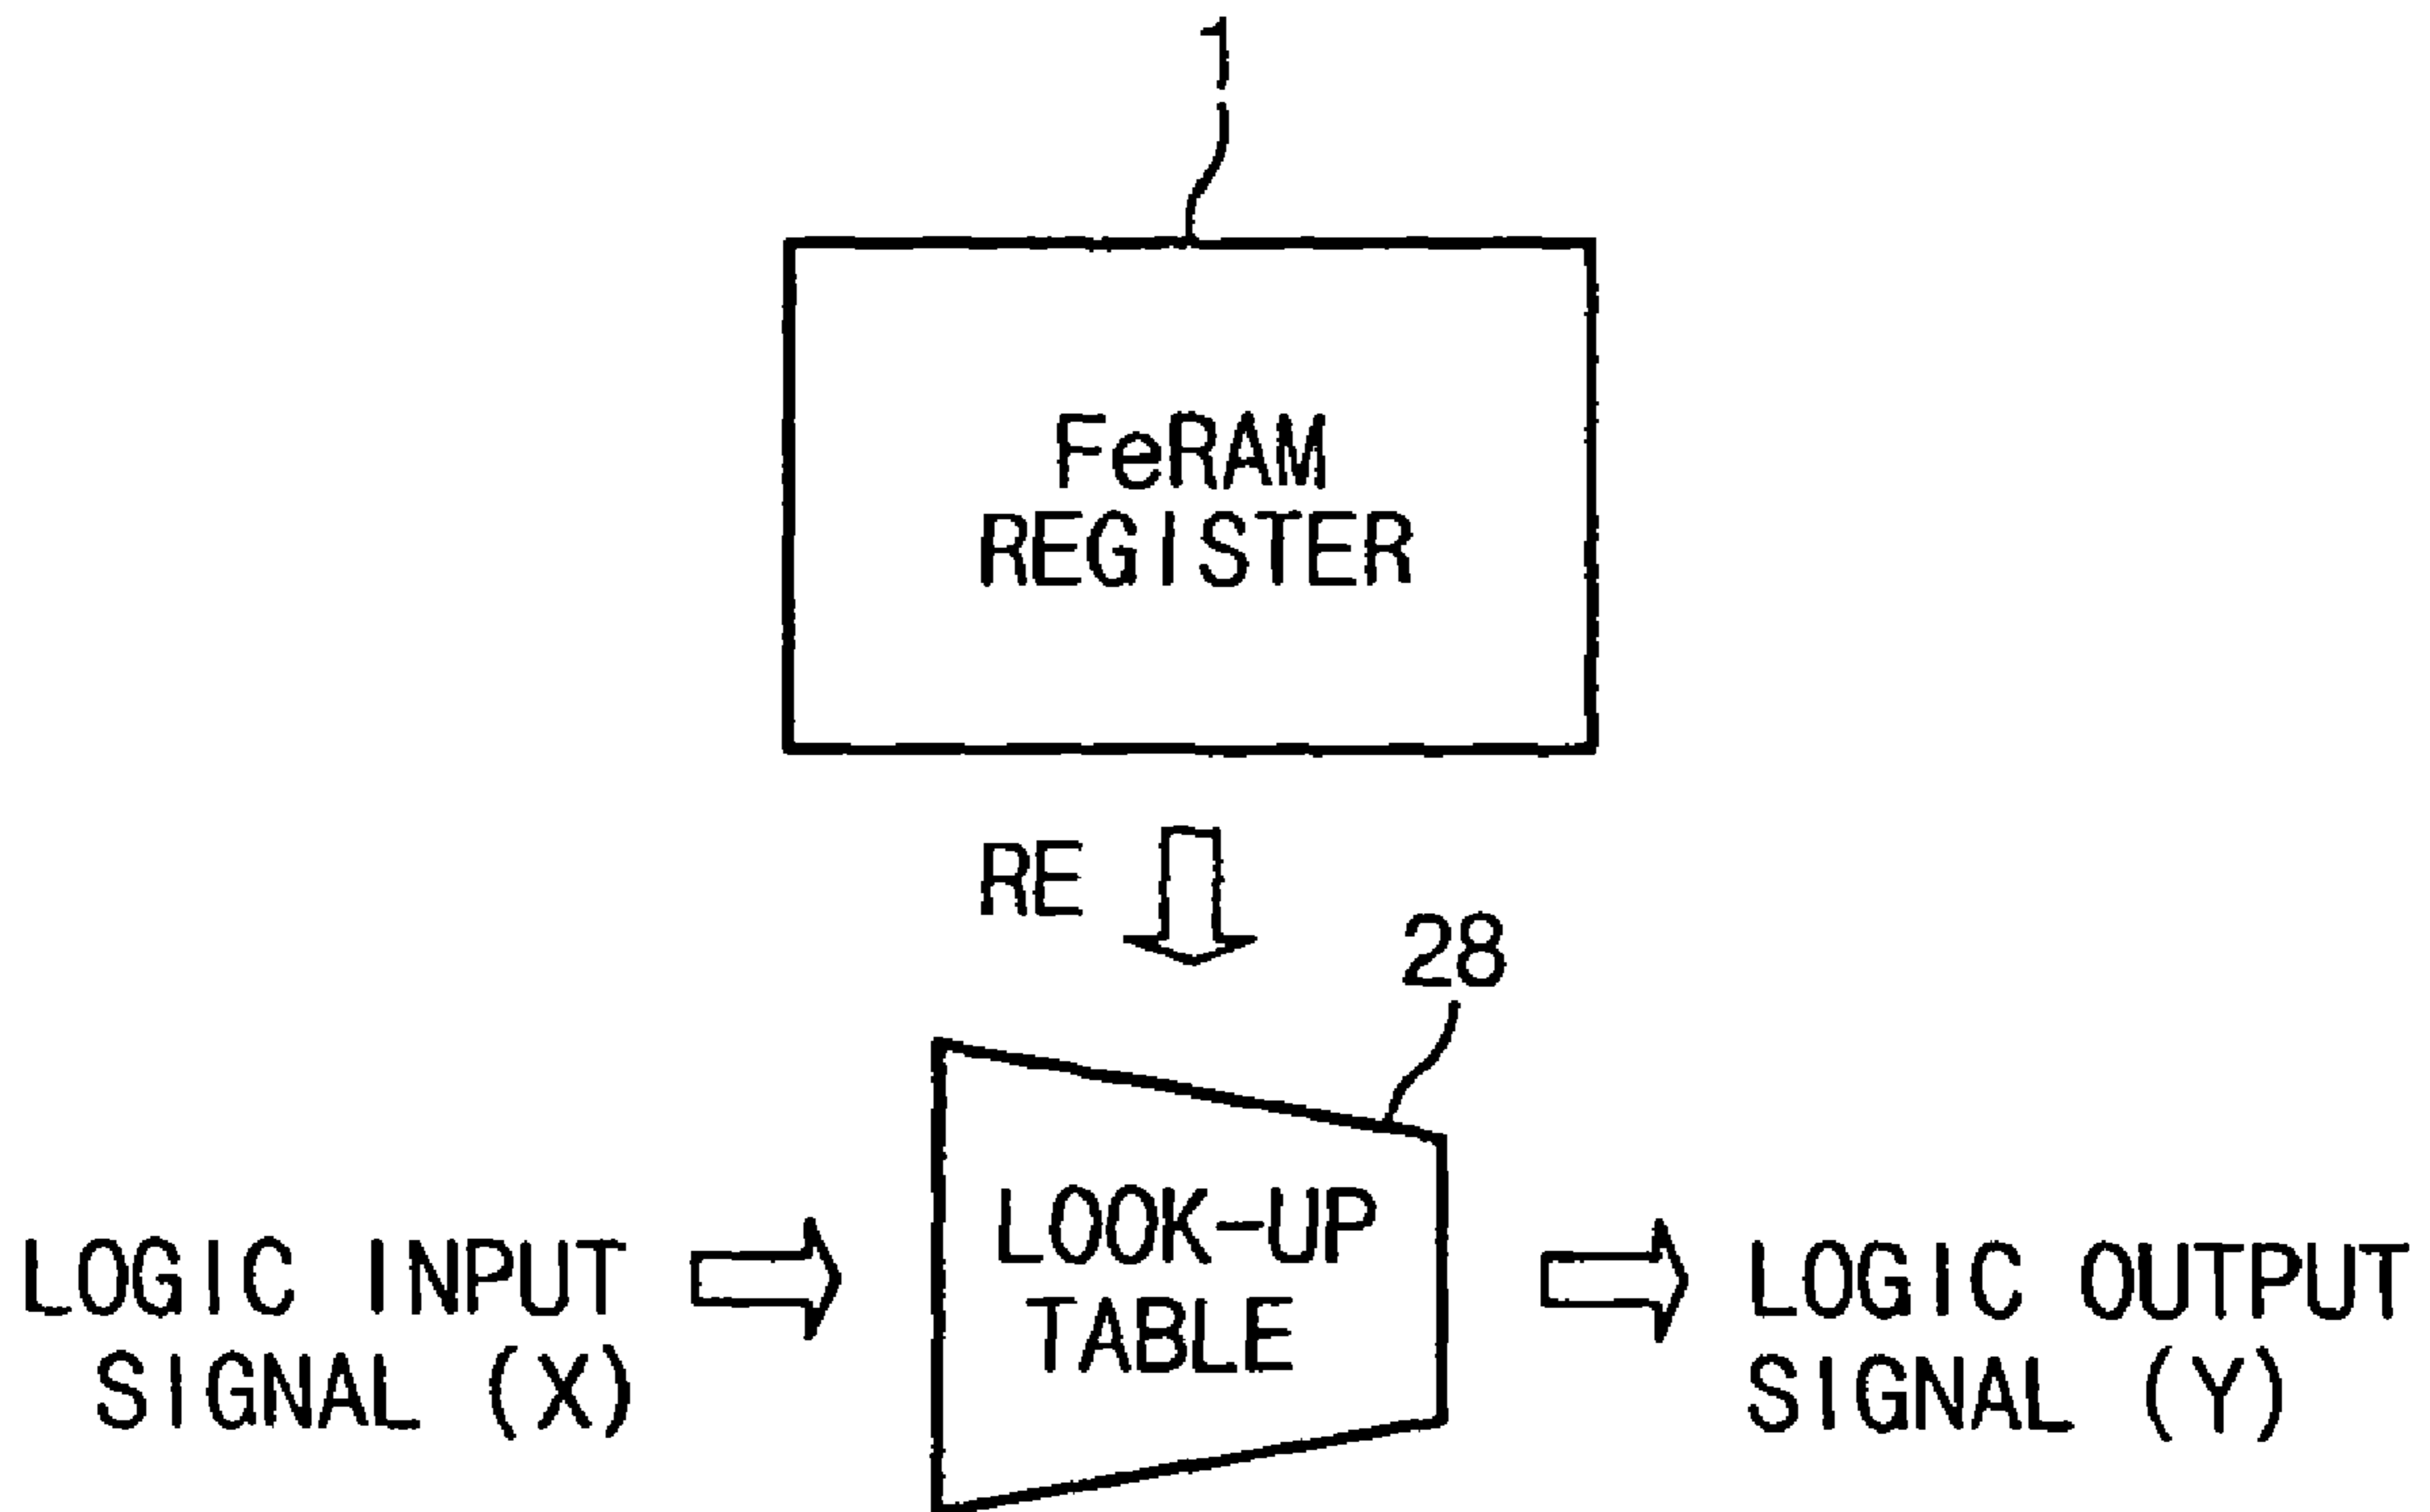 1
FeRAM
REGISTER
RE
28
LOOK-UP
TABLE
LOGIC INPUT
SIGNAL (X)
LOGIC OUTPUT
SIGNAL (Y)